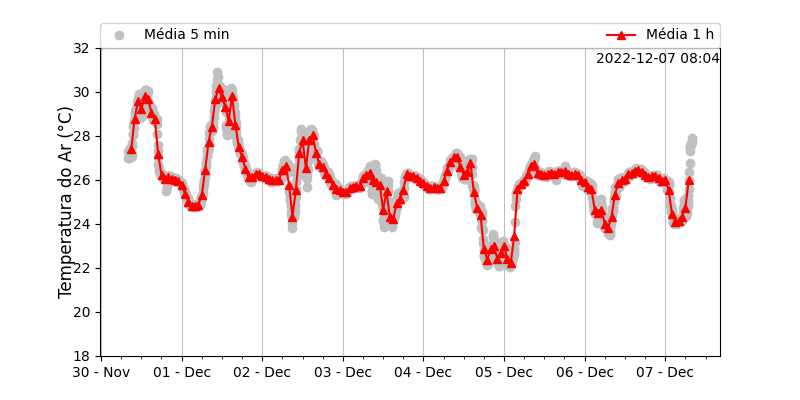 Média 5 min
Média 1 h
2022-12-07 08:04
Temperatura do Ar (°C)
32
30
28
26
24
22
20
18
30 - Nov
01 - Dec
02 - Dec
03 - Dec
04 - Dec
05 - Dec
06 - Dec
07 - Dec